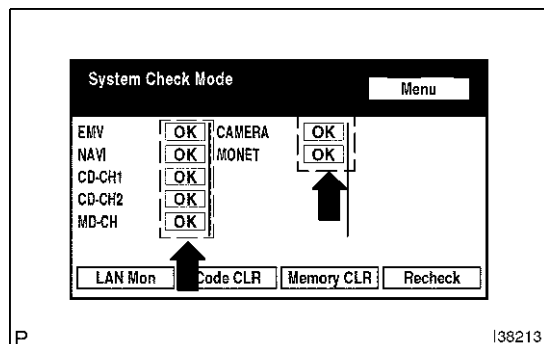 System Check Mode Menu
EMV OK CAMERA OK
NAVI OK MONET OK
CD-CH1 OK
CD-CH2 OK
MD-CH OK
LAN Mon Code CLR Memory CLR Recheck
P I38213